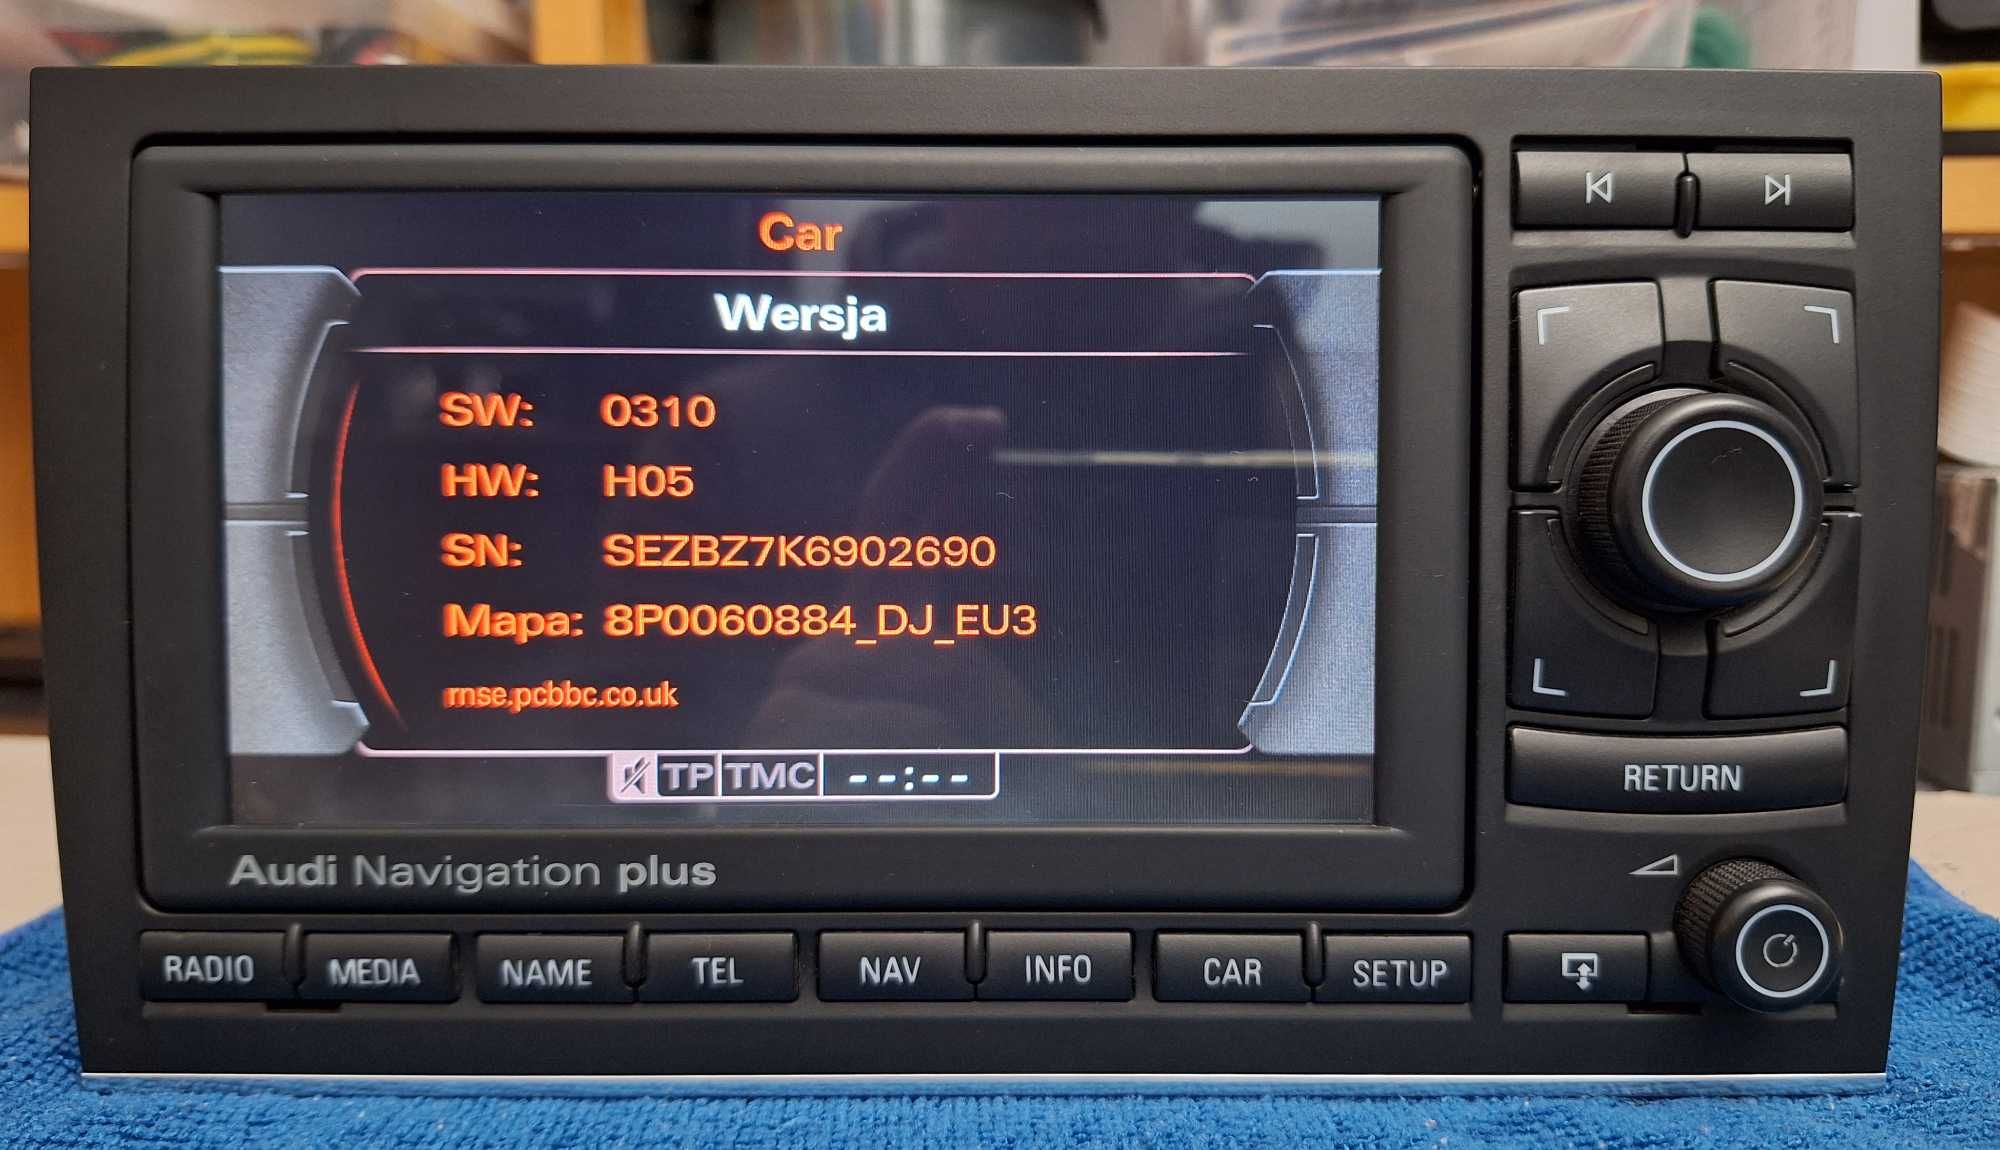 Car
Wersja
SW: 0310
HW: H05
SN: SEZBZ7K6902690
Mapa: 8P0060884_DJ_EU3
rnse.pcbbc.co.uk
TP TMC --:--
RETURN
Audi Navigation plus
RADIO MEDIA NAME TEL NAV INFO CAR SETUP